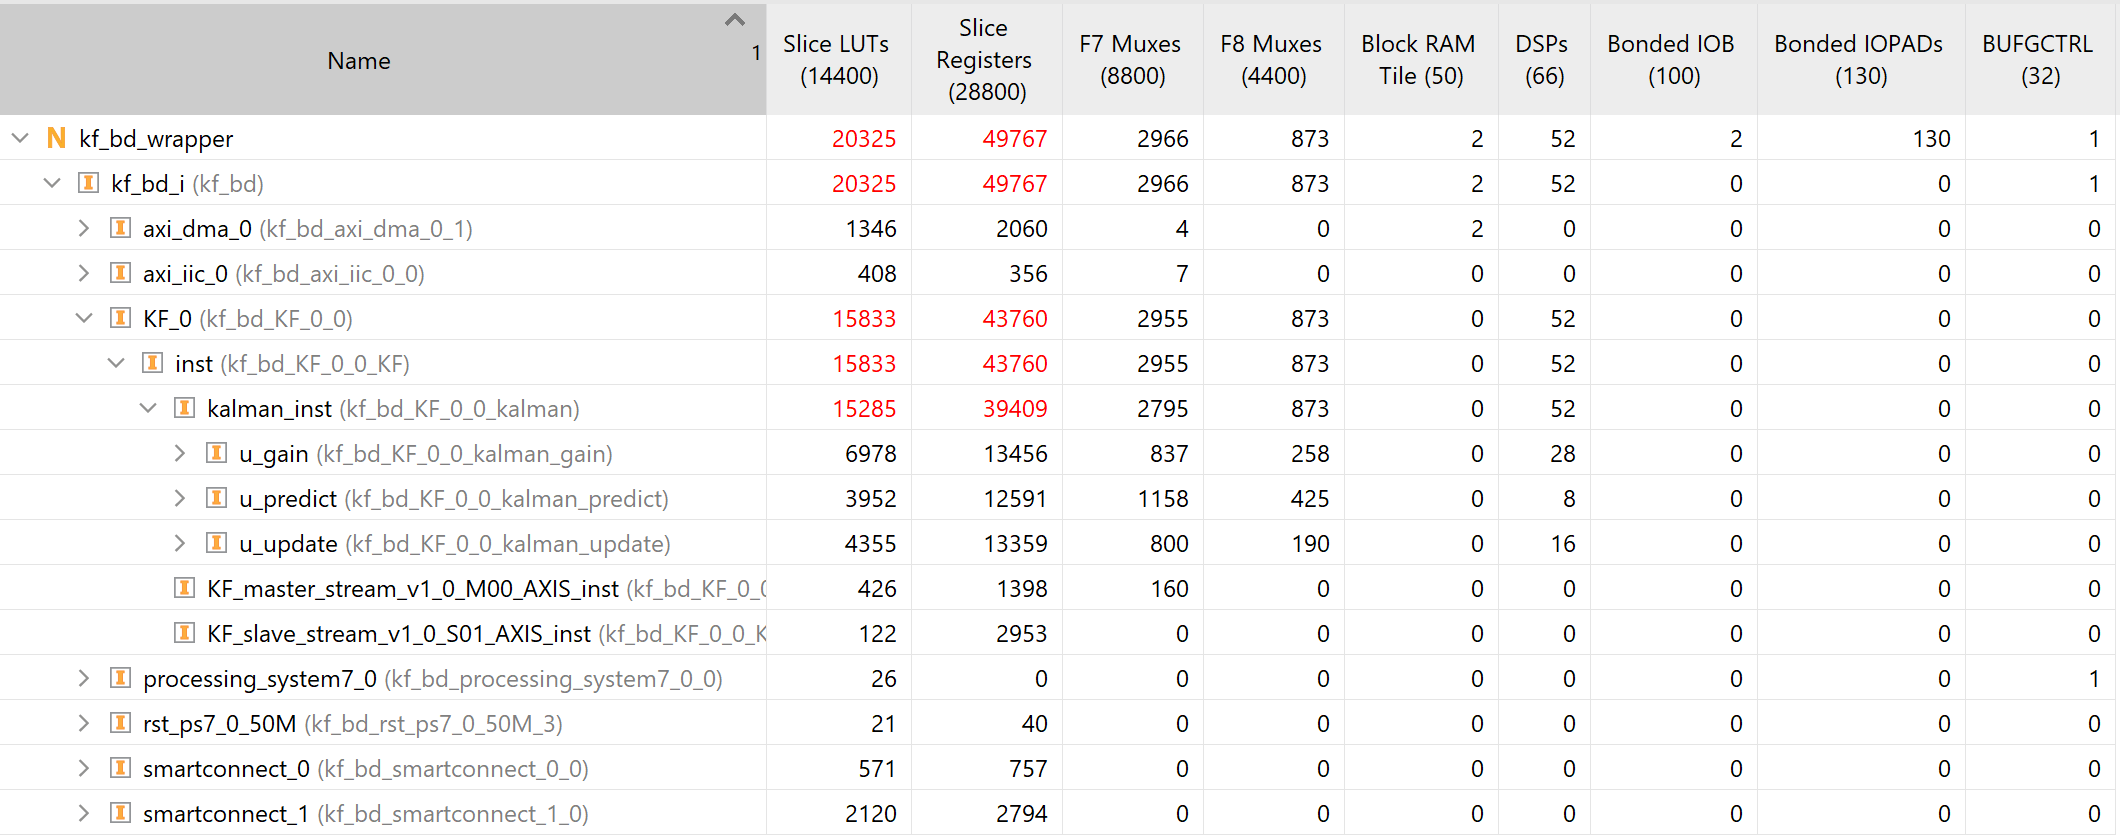 Name 1 Slice LUTs (14400) Slice Registers (28800) F7 Muxes (8800) F8 Muxes (4400) Block RAM Tile (50) DSPs (66) Bonded IOB (100) Bonded IOPADs (130) BUFGCTRL (32)
N kf_bd_wrapper 20325 49767 2966 873 2 52 2 130 1
I kf_bd_i (kf_bd) 20325 49767 2966 873 2 52 0 0 1
I axi_dma_0 (kf_bd_axi_dma_0_1) 1346 2060 4 0 2 0 0 0 0
I axi_iic_0 (kf_bd_axi_iic_0_0) 408 356 7 0 0 0 0 0 0
I KF_0 (kf_bd_KF_0_0) 15833 43760 2955 873 0 52 0 0 0
I inst (kf_bd_KF_0_0_KF) 15833 43760 2955 873 0 52 0 0 0
I kalman_inst (kf_bd_KF_0_0_kalman) 15285 39409 2795 873 0 52 0 0 0
I u_gain (kf_bd_KF_0_0_kalman_gain) 6978 13456 837 258 0 28 0 0 0
I u_predict (kf_bd_KF_0_0_kalman_predict) 3952 12591 1158 425 0 8 0 0 0
I u_update (kf_bd_KF_0_0_kalman_update) 4355 13359 800 190 0 16 0 0 0
I KF_master_stream_v1_0_M00_AXIS_inst (kf_bd_KF_0_0 426 1398 160 0 0 0 0 0 0
I KF_slave_stream_v1_0_S01_AXIS_inst (kf_bd_KF_0_0_K 122 2953 0 0 0 0 0 0 0
I processing_system7_0 (kf_bd_processing_system7_0_0) 26 0 0 0 0 0 0 0 1
I rst_ps7_0_50M (kf_bd_rst_ps7_0_50M_3) 21 40 0 0 0 0 0 0 0
I smartconnect_0 (kf_bd_smartconnect_0_0) 571 757 0 0 0 0 0 0 0
I smartconnect_1 (kf_bd_smartconnect_1_0) 2120 2794 0 0 0 0 0 0 0